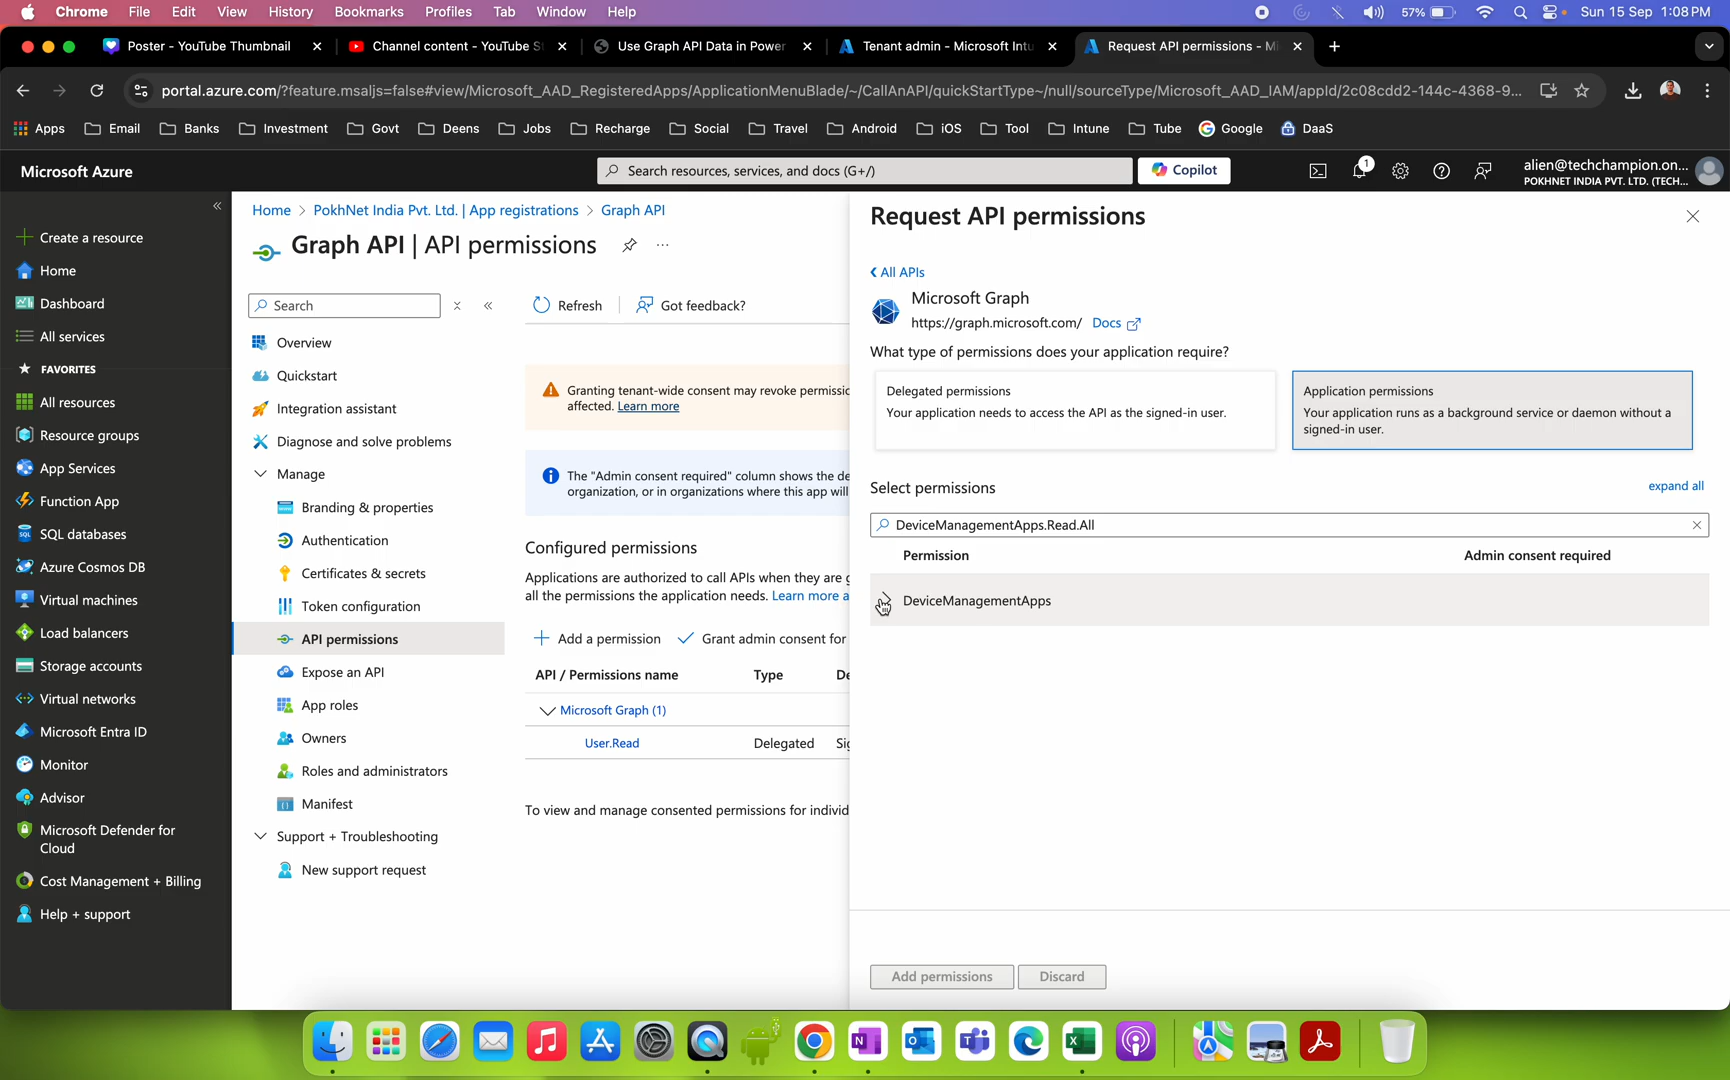 Chrome File Edit View History Bookmarks Profiles Tab Window Help 57% Sun 15 Sep 1:08 PM
Poster - YouTube Thumbnail Channel content - YouTube S Use Graph API Data in Power Tenant admin - Microsoft Intu Request API permissions - Mi
portal.azure.com/?feature.msaljs=false#view/Microsoft_AAD_RegisteredApps/ApplicationMenuBlade/~/CallAnAPI/quickStartType~/null/sourceType/Microsoft_AAD_IAM/appId/2c08cdd2-144c-4368-9...
Apps Email Banks Investment Govt Deens Jobs Recharge Social Travel Android iOS Tool Intune Tube Google DaaS
Microsoft Azure
Search resources, services, and docs (G+/)
Copilot
1
alien@techchampion.on...
POKHNET INDIA PVT. LTD. (TECH...
Create a resource
Home
Dashboard
All services
FAVORITES
All resources
Resource groups
App Services
Function App
SQL databases
Azure Cosmos DB
Virtual machines
Load balancers
Storage accounts
Virtual networks
Microsoft Entra ID
Monitor
Advisor
Microsoft Defender for
Cloud
Cost Management + Billing
Help + support
Home > PokhNet India Pvt. Ltd. | App registrations > Graph API
Graph API | API permissions
Search
Overview
Quickstart
Integration assistant
Diagnose and solve problems
Manage
Branding & properties
Authentication
Certificates & secrets
Token configuration
API permissions
Expose an API
App roles
Owners
Roles and administrators
Manifest
Support + Troubleshooting
New support request
Refresh Got feedback?
Granting tenant-wide consent may revoke permissic
affected. Learn more
The "Admin consent required" column shows the de
organization, or in organizations where this app will
Configured permissions
Applications are authorized to call APIs when they are g
all the permissions the application needs. Learn more a
Add a permission Grant admin consent for
API / Permissions name Type De
Microsoft Graph (1)
User.Read Delegated Sig
To view and manage consented permissions for individ
Request API permissions
All APIs
Microsoft Graph
https://graph.microsoft.com/ Docs
What type of permissions does your application require?
Delegated permissions
Your application needs to access the API as the signed-in user.
Application permissions
Your application runs as a background service or daemon without a
signed-in user.
Select permissions
expand all
DeviceManagementApps.Read.All
Permission Admin consent required
DeviceManagementApps
Add permissions Discard